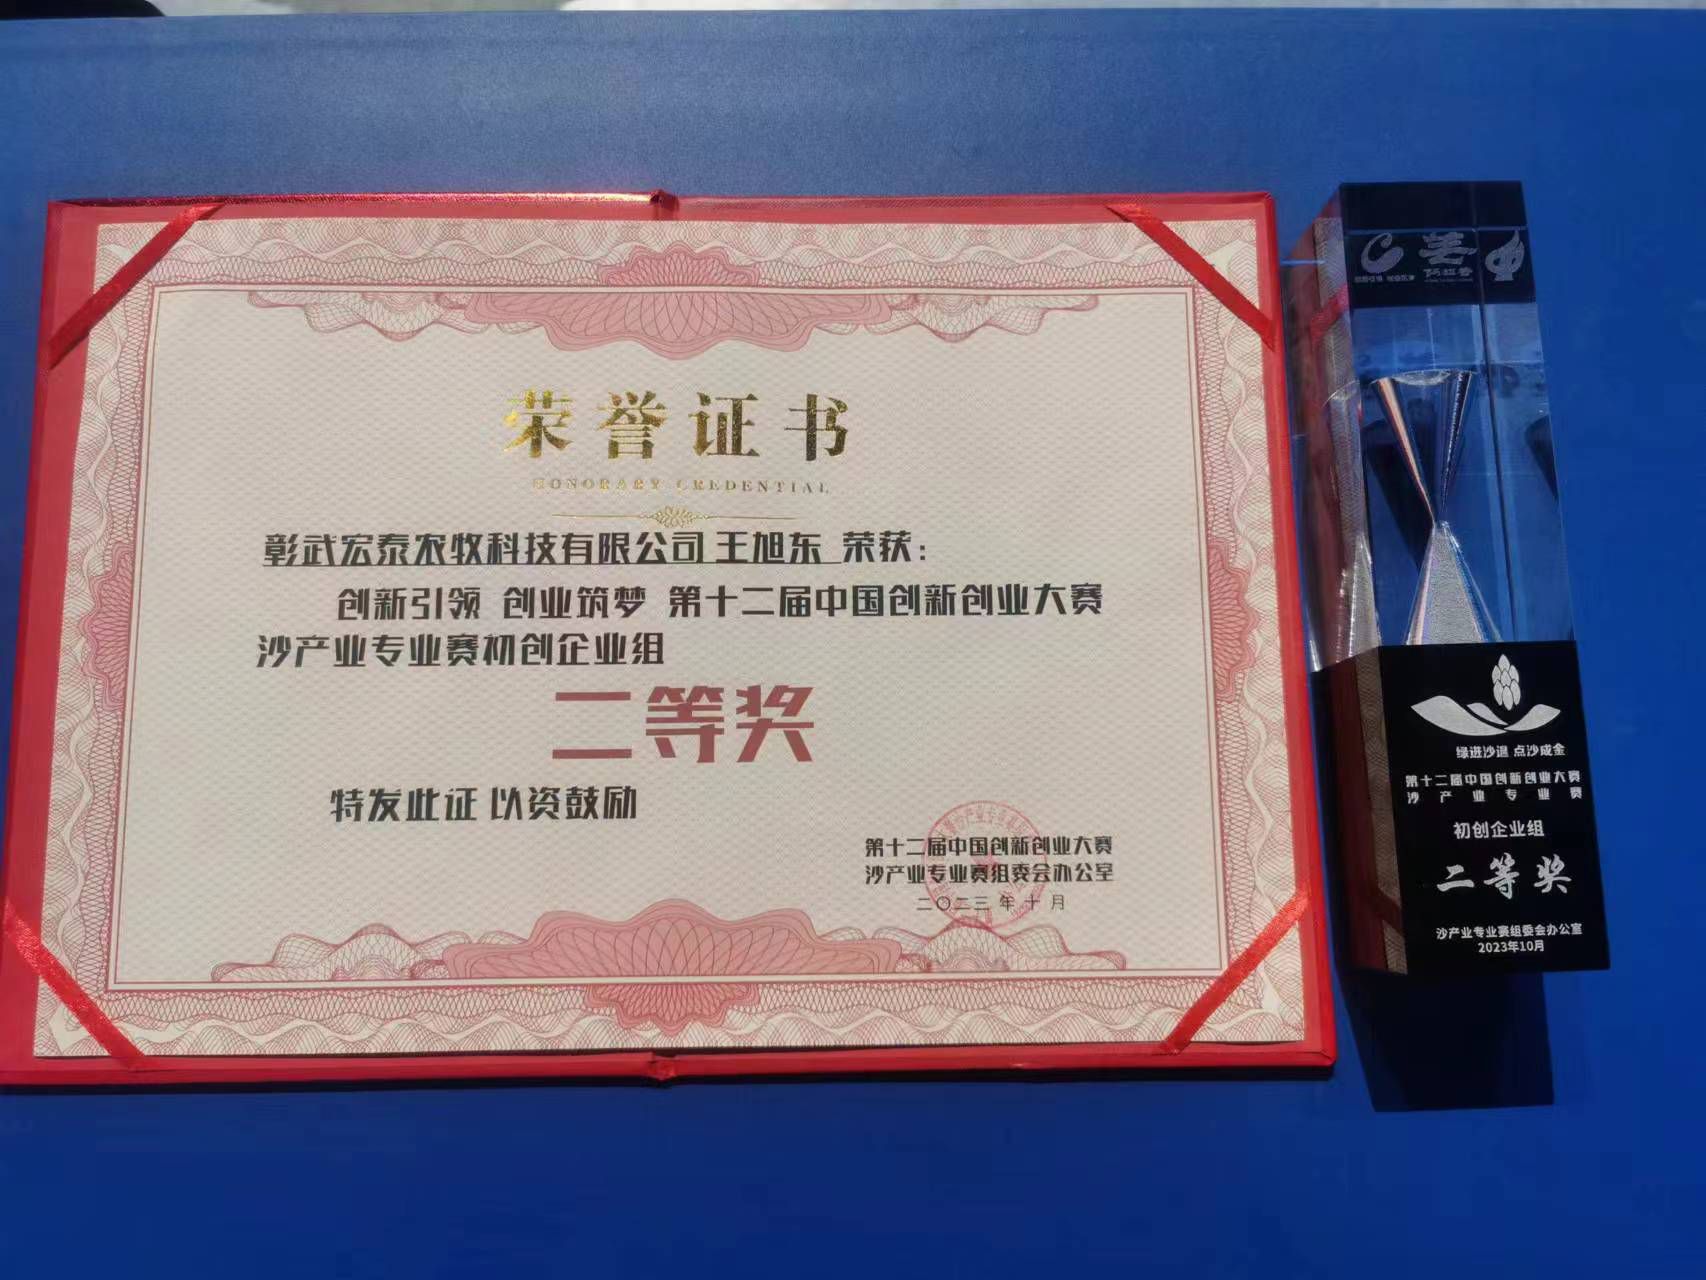 荣誉证书
HONORARY CREDENTIAL
彰武宏泰农牧科技有限公司 王旭东 荣获：
创新引领 创业筑梦 第十二届中国创新创业大赛
沙产业专业赛初创企业组
二等奖
特发此证 以资鼓励
第十二届中国创新创业大赛
沙产业专业赛组委会办公室
二〇二三年十月
阿拉善
绿进沙退 点沙成金
第十二届中国创新创业大赛
沙产业专业赛
初创企业组
二等奖
沙产业专业赛组委会办公室
2023年10月